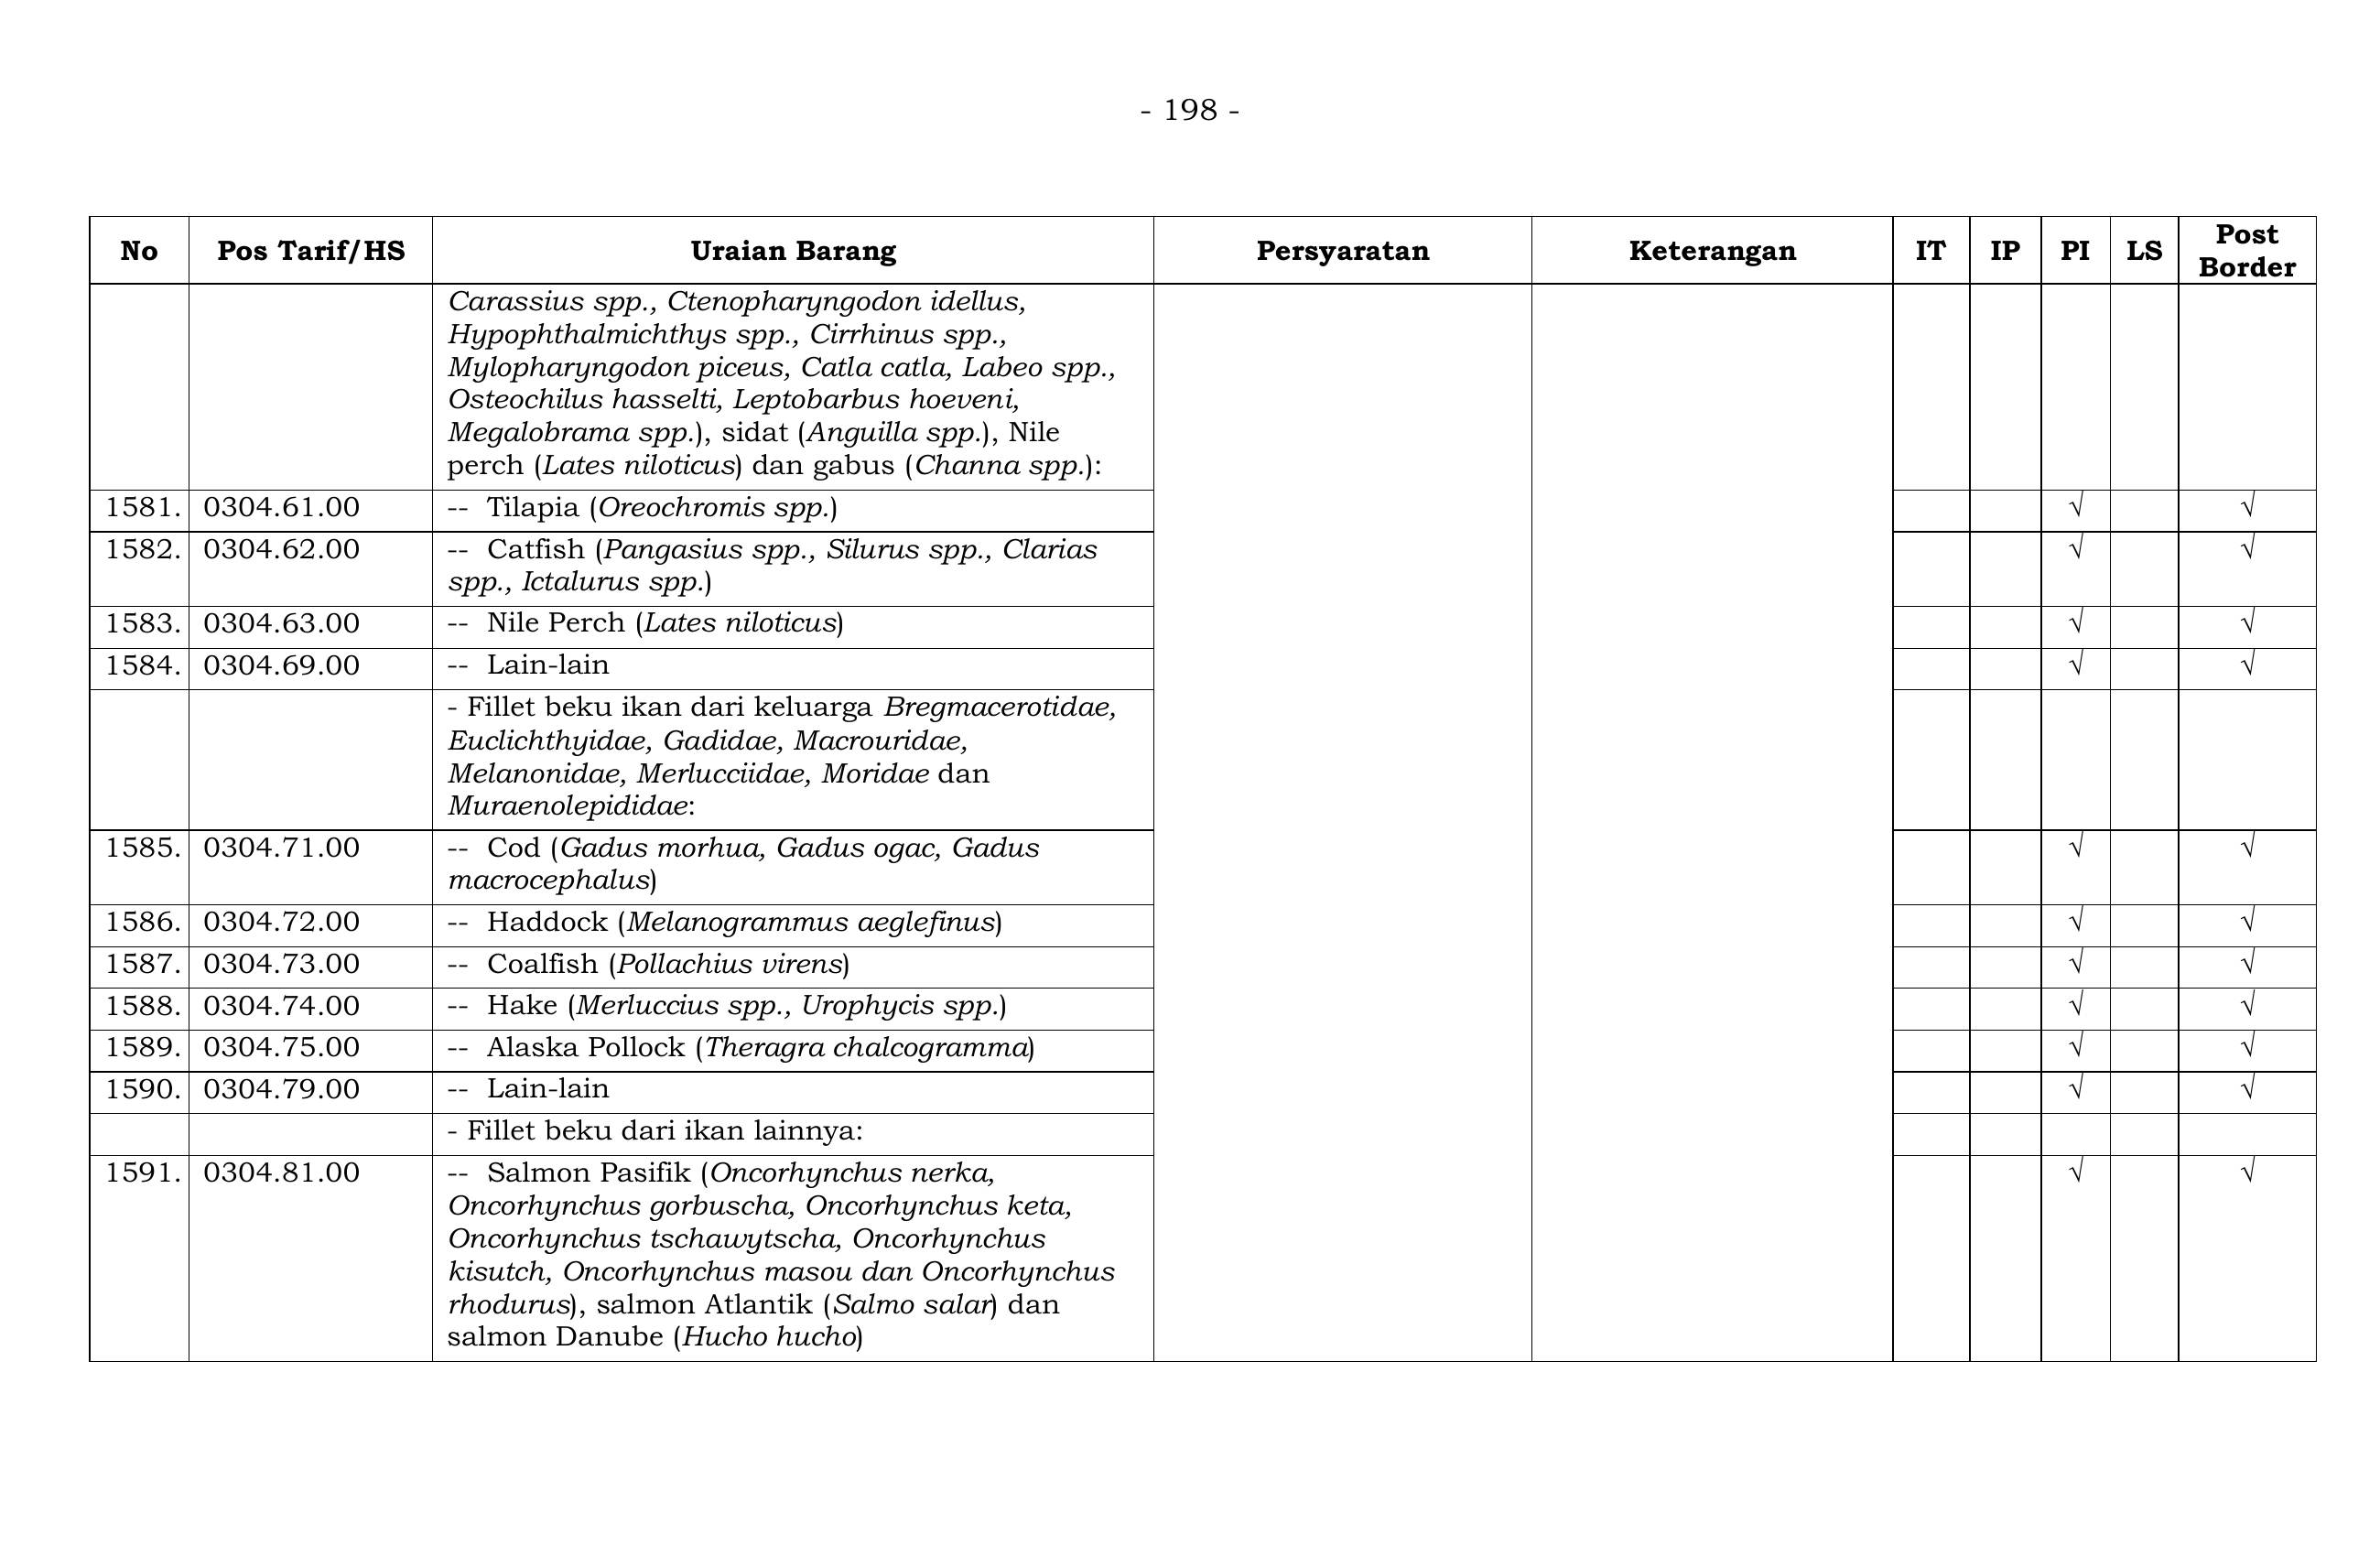 - 198 -
No Pos Tarif/HS Uraian Barang Persyaratan Keterangan IT IP PI LS Post Border
Carassius spp., Ctenopharyngodon idellus,
Hypophthalmichthys spp., Cirrhinus spp.,
Mylopharyngodon piceus, Catla catla, Labeo spp.,
Osteochilus hasselti, Leptobarbus hoeveni,
Megalobrama spp.), sidat (Anguilla spp.), Nile
perch (Lates niloticus) dan gabus (Channa spp.):
1581. 0304.61.00 -- Tilapia (Oreochromis spp.) √ √
1582. 0304.62.00 -- Catfish (Pangasius spp., Silurus spp., Clarias √ √
spp., Ictalurus spp.)
1583. 0304.63.00 -- Nile Perch (Lates niloticus) √ √
1584. 0304.69.00 -- Lain-lain √ √
- Fillet beku ikan dari keluarga Bregmacerotidae,
Euclichthyidae, Gadidae, Macrouridae,
Melanonidae, Merlucciidae, Moridae dan
Muraenolepididae:
1585. 0304.71.00 -- Cod (Gadus morhua, Gadus ogac, Gadus √ √
macrocephalus)
1586. 0304.72.00 -- Haddock (Melanogrammus aeglefinus) √ √
1587. 0304.73.00 -- Coalfish (Pollachius virens) √ √
1588. 0304.74.00 -- Hake (Merluccius spp., Urophycis spp.) √ √
1589. 0304.75.00 -- Alaska Pollock (Theragra chalcogramma) √ √
1590. 0304.79.00 -- Lain-lain √ √
- Fillet beku dari ikan lainnya:
1591. 0304.81.00 -- Salmon Pasifik (Oncorhynchus nerka, √ √
Oncorhynchus gorbuscha, Oncorhynchus keta,
Oncorhynchus tschawytscha, Oncorhynchus
kisutch, Oncorhynchus masou dan Oncorhynchus
rhodurus), salmon Atlantik (Salmo salar) dan
salmon Danube (Hucho hucho)